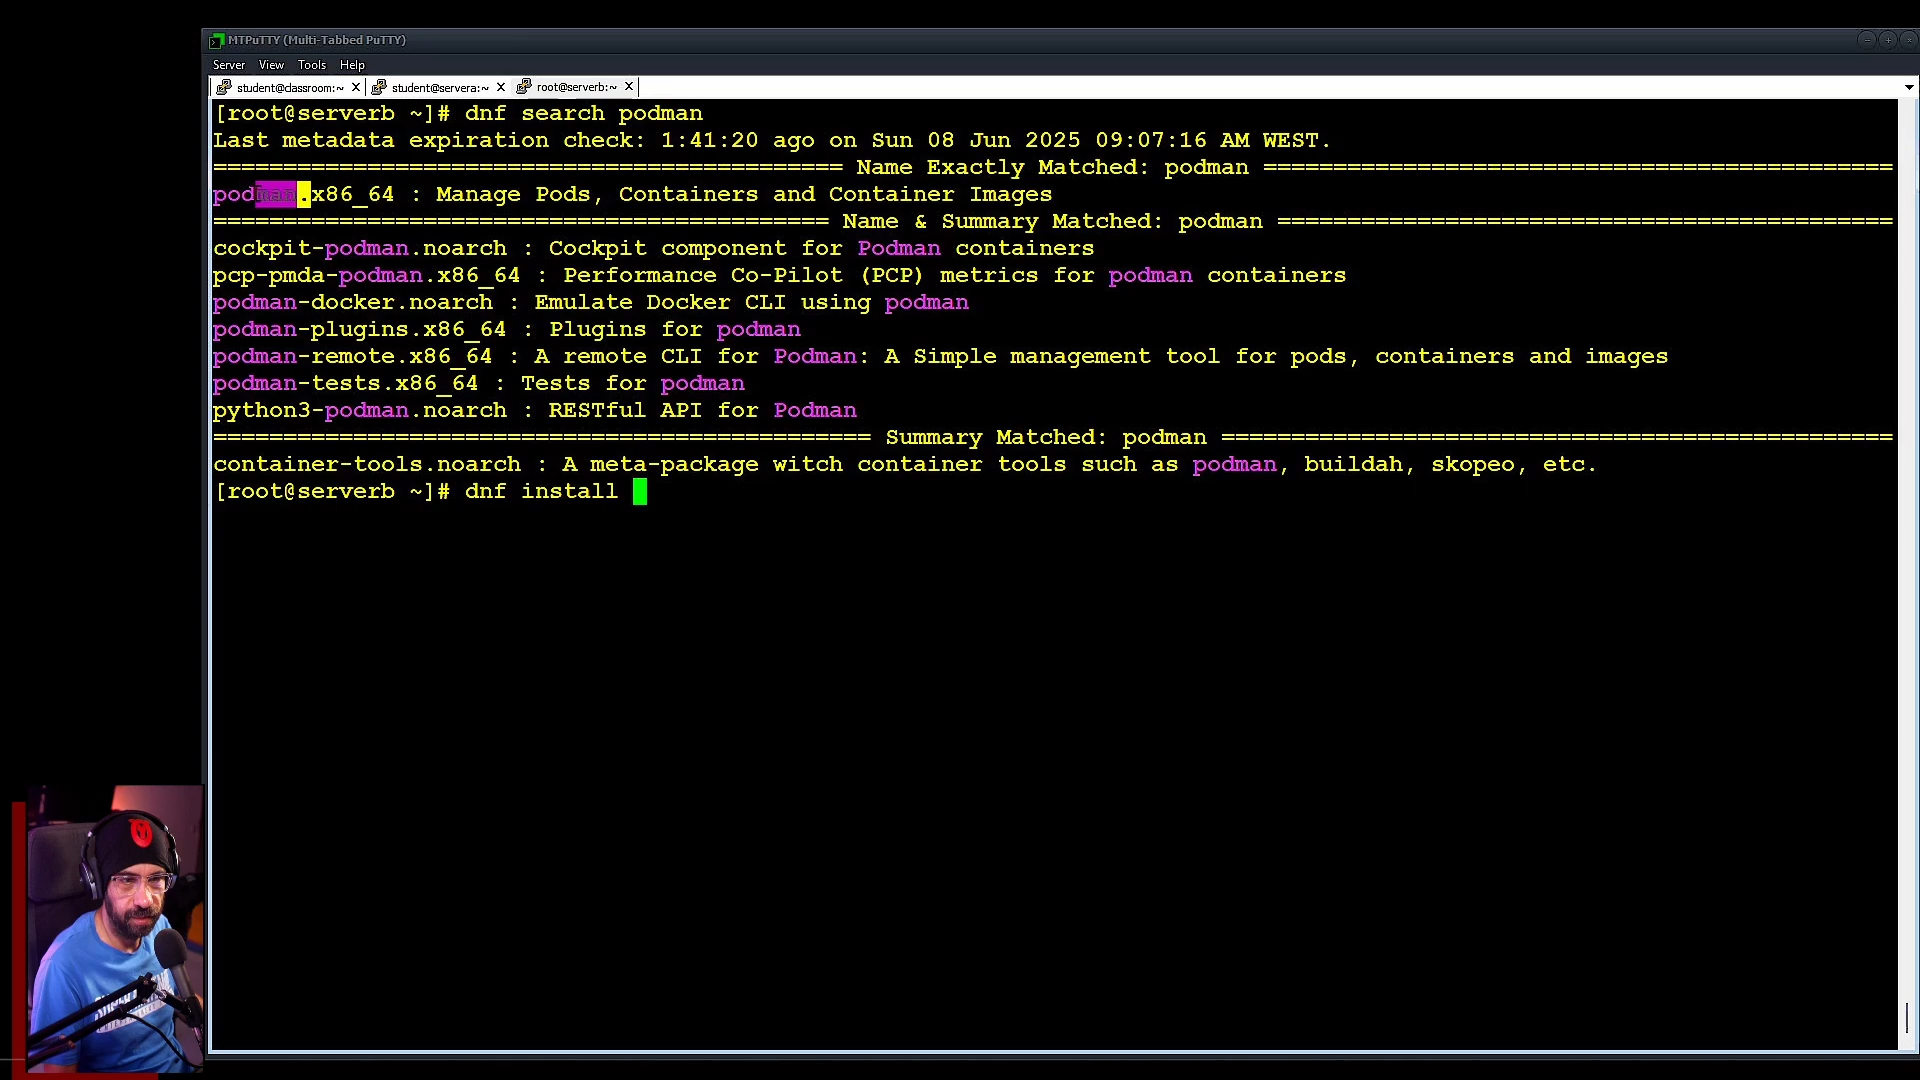 MTPuTTY (Multi-Tabbed PuTTY)
Server View Tools Help
student@classroom:~ student@servera:~ root@serverb:~
[root@serverb ~]# dnf search podman
Last metadata expiration check: 1:41:20 ago on Sun 08 Jun 2025 09:07:16 AM WEST.
============================================= Name Exactly Matched: podman =============================================
podman.x86_64 : Manage Pods, Containers and Container Images
============================================ Name & Summary Matched: podman ============================================
cockpit-podman.noarch : Cockpit component for Podman containers
pcp-pmda-podman.x86_64 : Performance Co-Pilot (PCP) metrics for podman containers
podman-docker.noarch : Emulate Docker CLI using podman
podman-plugins.x86_64 : Plugins for podman
podman-remote.x86_64 : A remote CLI for Podman: A Simple management tool for pods, containers and images
podman-tests.x86_64 : Tests for podman
python3-podman.noarch : RESTful API for Podman
=============================================== Summary Matched: podman ================================================
container-tools.noarch : A meta-package witch container tools such as podman, buildah, skopeo, etc.
[root@serverb ~]# dnf install